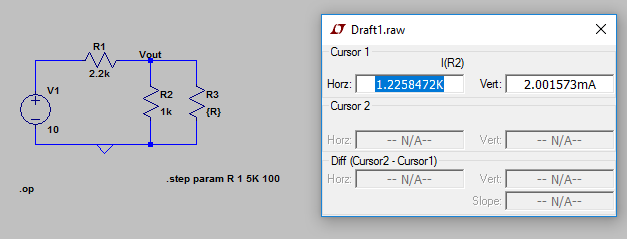 R1
2.2k
Vout
V1
10
R2
1k
R3
{R}
.op
.step param R 1 5K 100
Draft1.raw
Cursor 1
I(R2)
Horz: 1.2258472K Vert: 2.001573mA
Cursor 2
Horz: -- N/A-- Vert: -- N/A--
Diff (Cursor2 - Cursor1)
Horz: -- N/A-- Vert: -- N/A--
Slope: -- N/A--